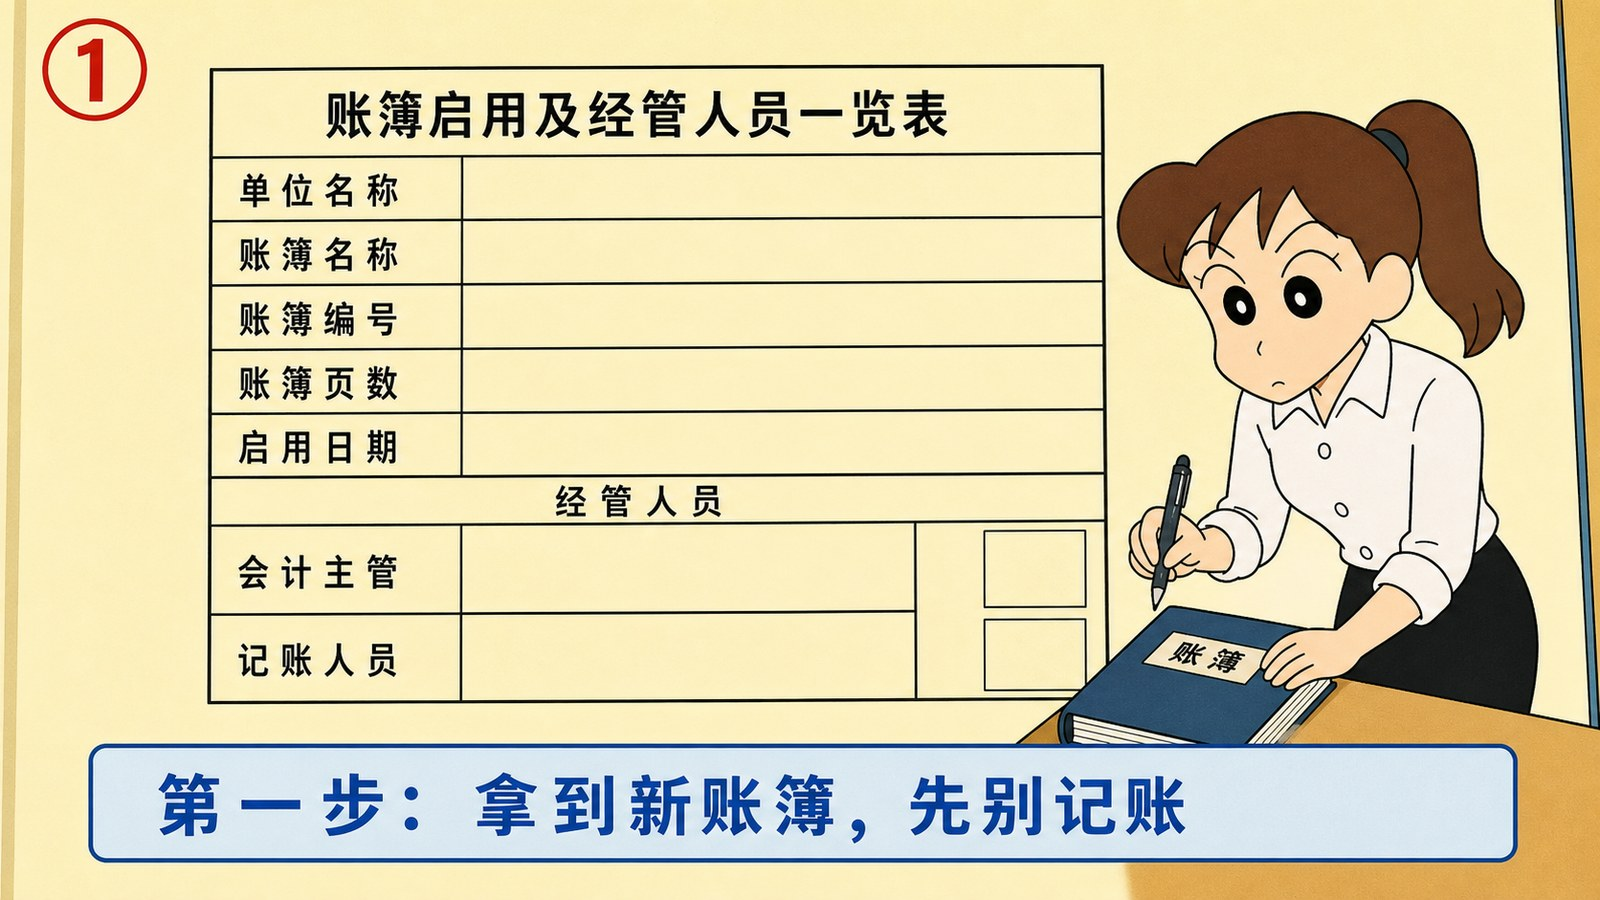 1
账簿启用及经管人员一览表
单位名称
账簿名称
账簿编号
账簿页数
启用日期
经管人员
会计主管
记账人员
账簿
第一步：拿到新账簿，先别记账